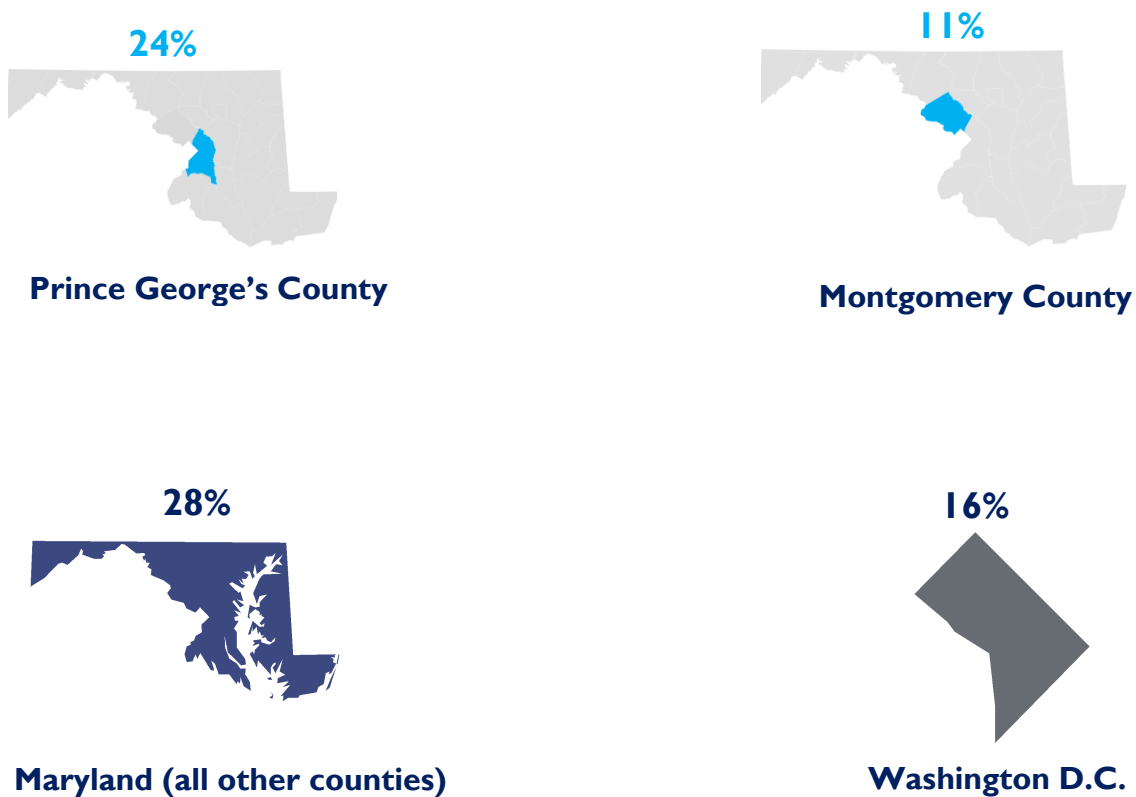 24%
11%
Prince George’s County
Montgomery County
28%
16%
Maryland (all other counties)
Washington D.C.